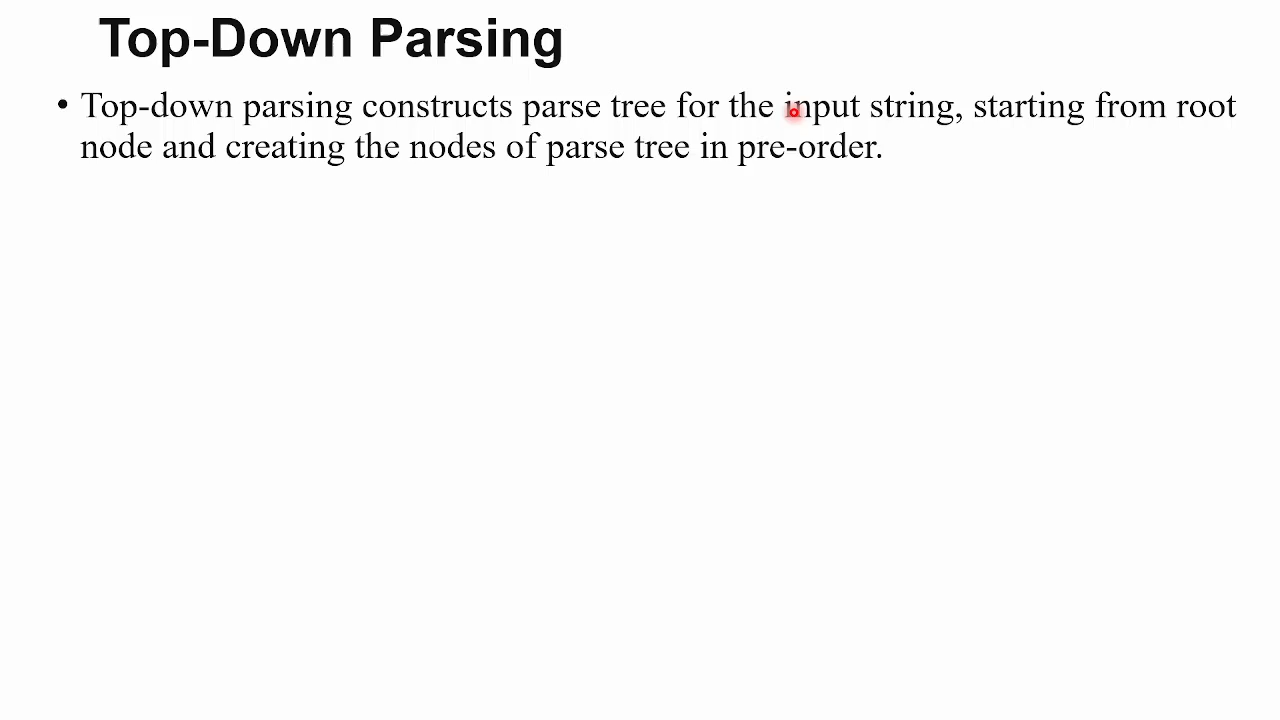 Top-Down Parsing
• Top-down parsing constructs parse tree for the input string, starting from root
node and creating the nodes of parse tree in pre-order.